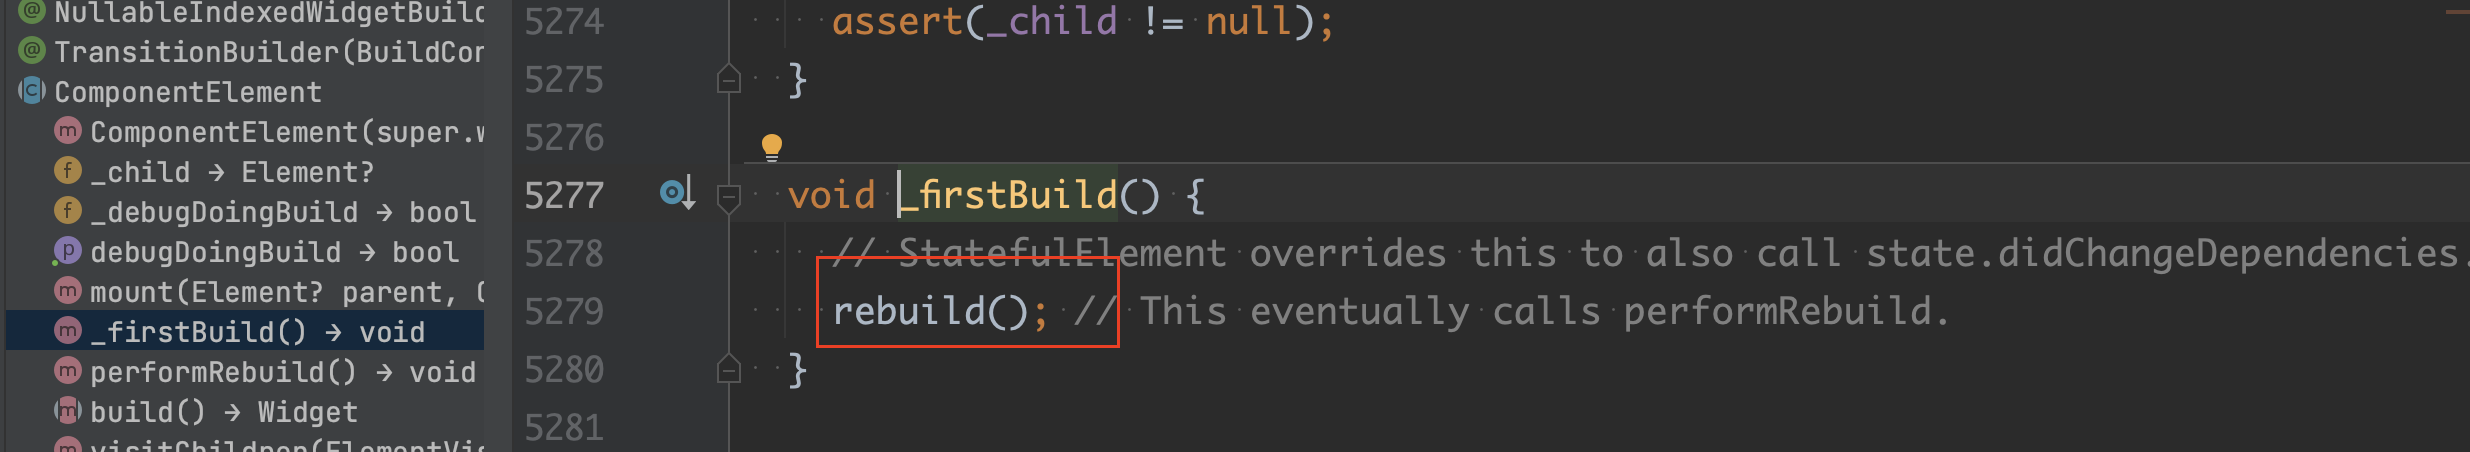 NullableIndexedWidgetBuild
TransitionBuilder(BuildCon
ComponentElement
ComponentElement(super.w
_child → Element?
_debugDoingBuild → bool
debugDoingBuild → bool
mount(Element? parent, O
_firstBuild() → void
performRebuild() → void
build() → Widget
visitChildren(ElementVis
5274 assert(_child != null);
5275 }
5276
5277 void _firstBuild() {
5278 // StatefulElement overrides this to also call state.didChangeDependencies.
5279 rebuild(); // This eventually calls performRebuild.
5280 }
5281